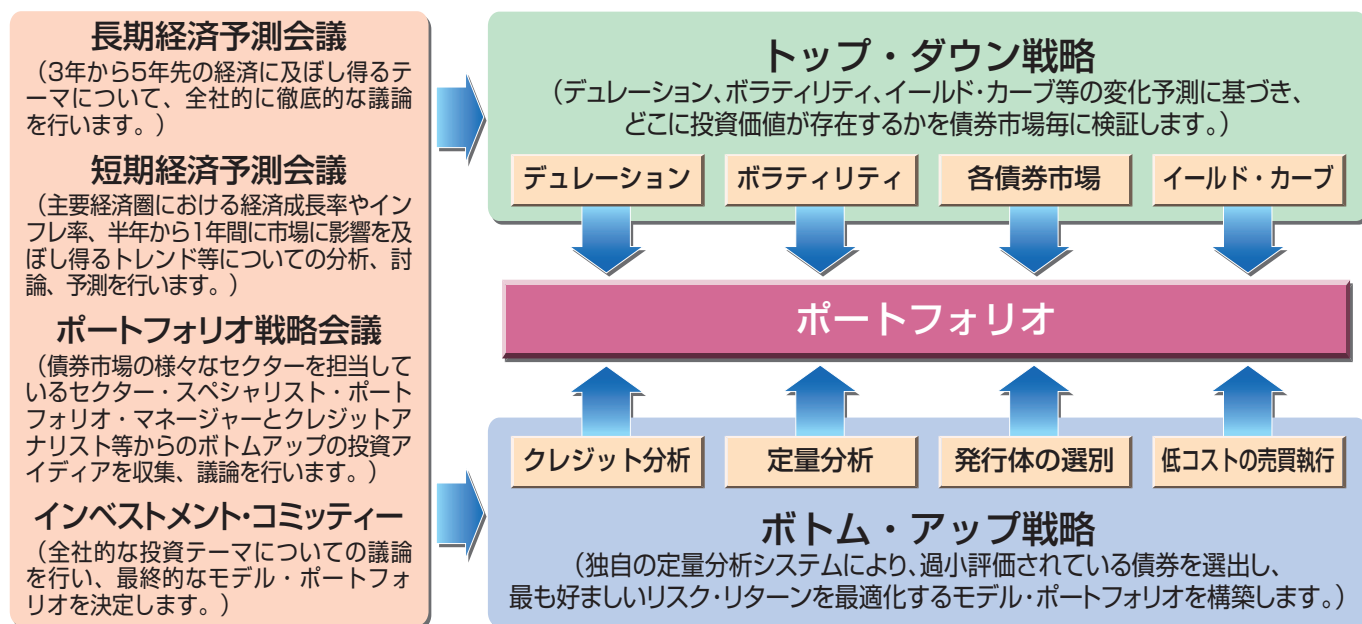 長期経済予測会議
（3年から5年先の経済に及ぼし得るテ
ーマについて、全社的に徹底的な議論
を行います。）
短期経済予測会議
（主要経済圏における経済成長率やイン
フレ率、半年から1年間に市場に影響を及
ぼし得るトレンド等についての分析、討
論、予測を行います。）
ポートフォリオ戦略会議
（債券市場の様々なセクターを担当して
いるセクター・スペシャリスト・ポート
フォリオ・マネージャーとクレジットア
ナリスト等からのボトムアップの投資ア
イディアを収集、議論を行います。）
インベストメント・コミッティー
（全社的な投資テーマについての議論
を行い、最終的なモデル・ポートフォ
リオを決定します。）
トップ・ダウン戦略
（デュレーション、ボラティリティ、イールド・カーブ等の変化予測に基づき、
どこに投資価値が存在するかを債券市場毎に検証します。）
デュレーション
ボラティリティ
各債券市場
イールド・カーブ
ポートフォリオ
クレジット分析
定量分析
発行体の選別
低コストの売買執行
ボトム・アップ戦略
（独自の定量分析システムにより、過小評価されている債券を選出し、
最も好ましいリスク・リターンを最適化するモデル・ポートフォリオを構築します。）